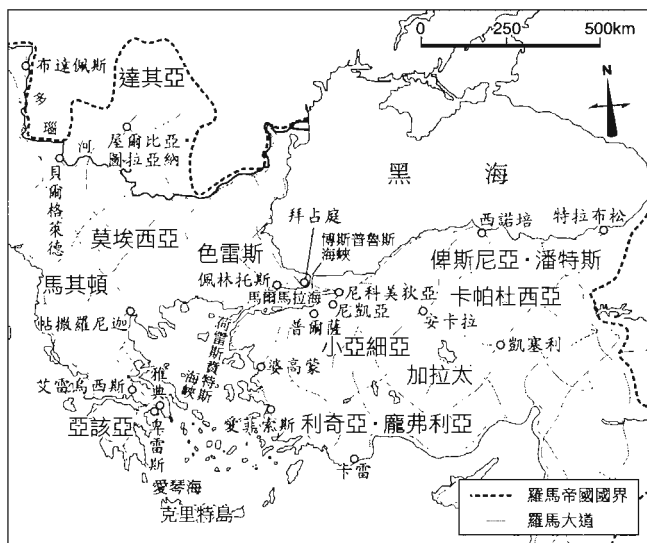 0 250 500km
N
布達佩斯
達其亞
多瑙河
屋爾比亞・
圖拉亞納
貝爾格萊德
黑海
拜占庭
西諾培
特拉布松
博斯普魯斯
海峽
莫埃西亞
色雷斯
俾斯尼亞・潘特斯
佩林托斯
馬其頓
馬爾馬拉海
尼科美狄亞
卡帕杜西亞
尼凱亞
帖撒羅尼迦
普爾薩
安卡拉
荷雷斯費特斯
海峽
小亞細亞
凱塞利
婆高蒙
加拉太
艾雷烏西斯
雅典
卑雷斯
亞該亞
愛菲索斯
利奇亞・龐弗利亞
卡雷
愛琴海
克里特島
羅馬帝國國界
羅馬大道